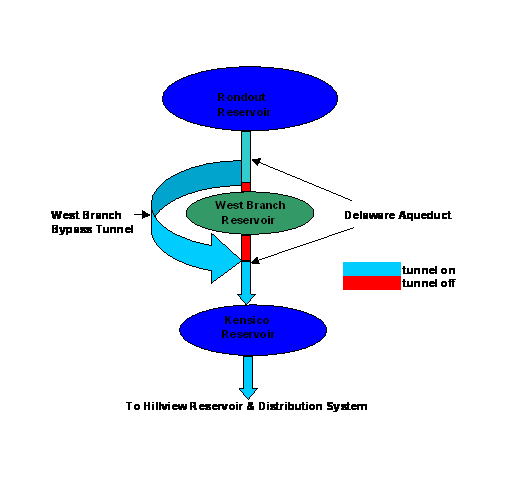 Rondout
Reservoir
West Branch
Reservoir
West Branch
Bypass Tunnel
Delaware Aqueduct
tunnel on
tunnel off
Kensico
Reservoir
To Hillview Reservoir & Distribution System